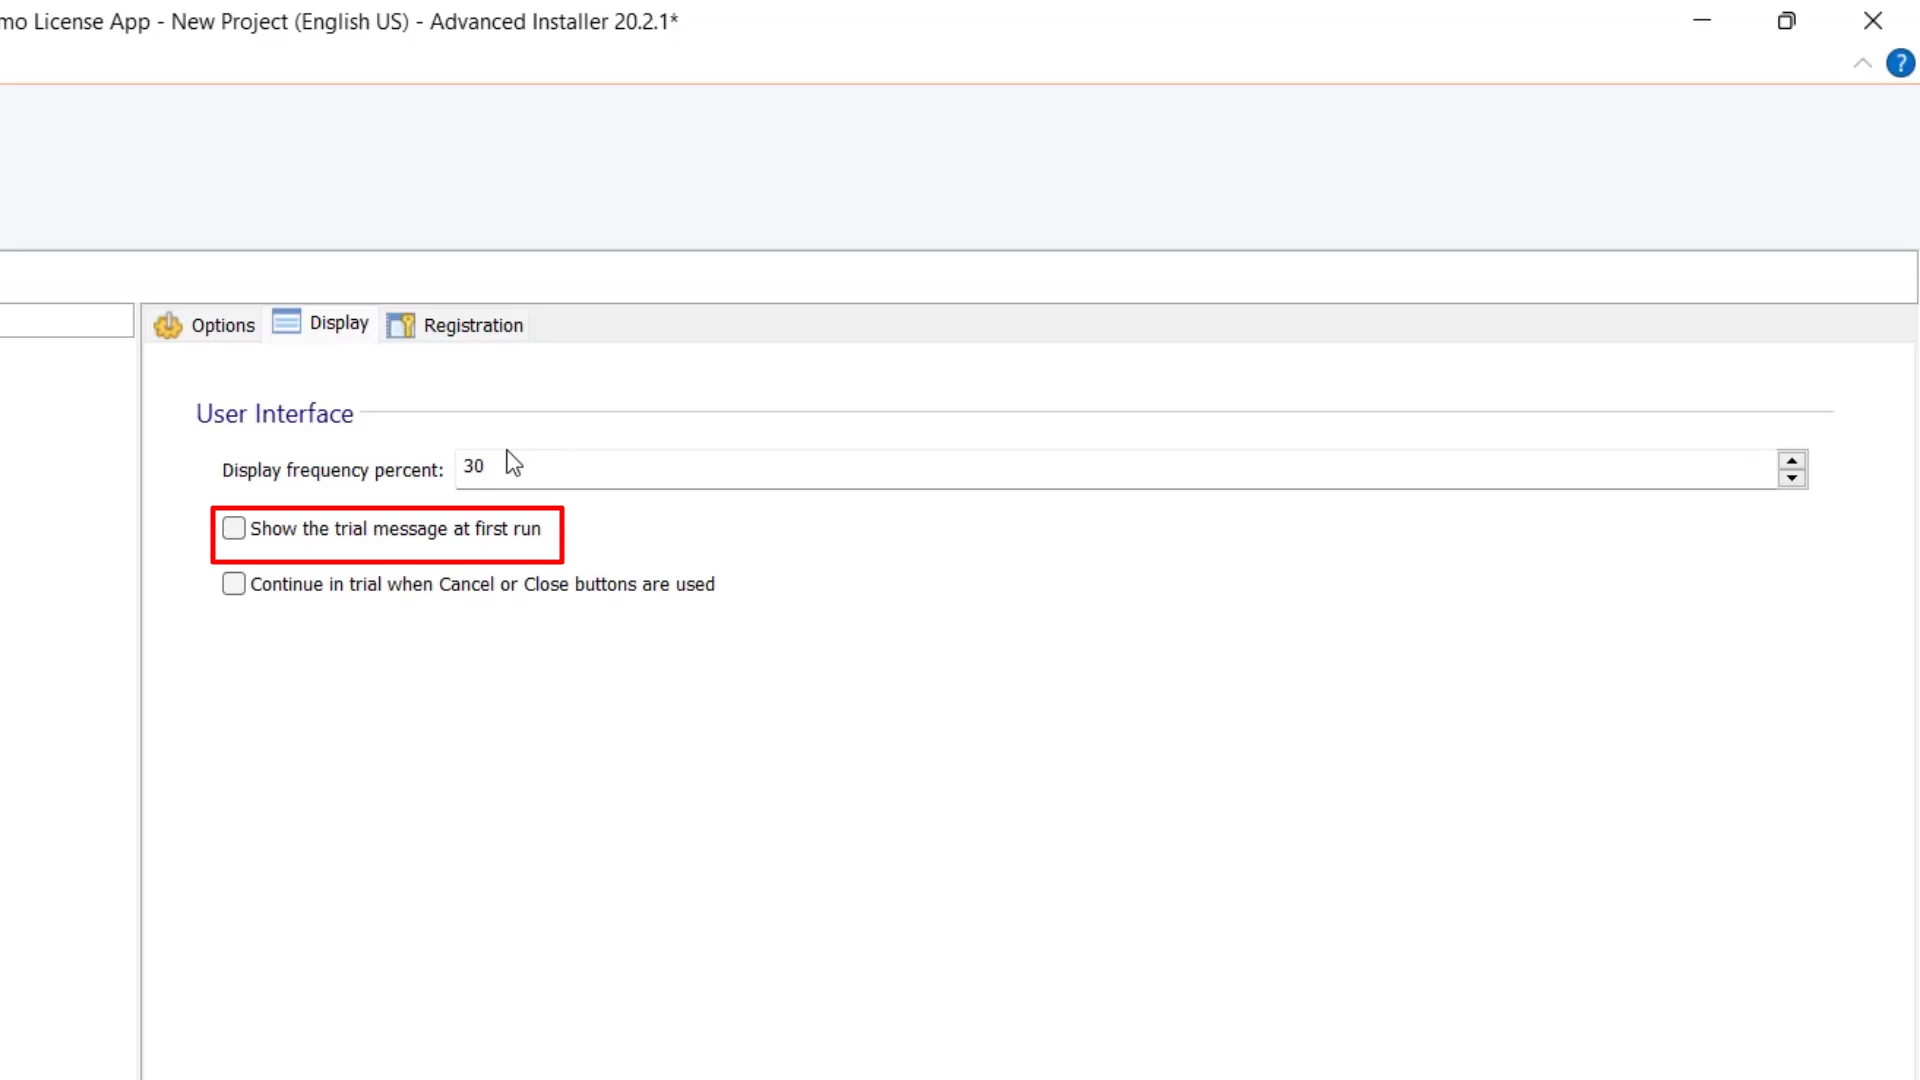 mo License App - New Project (English US) - Advanced Installer 20.2.1*
?
Options Display Registration
User Interface
Display frequency percent: 30
Show the trial message at first run
Continue in trial when Cancel or Close buttons are used